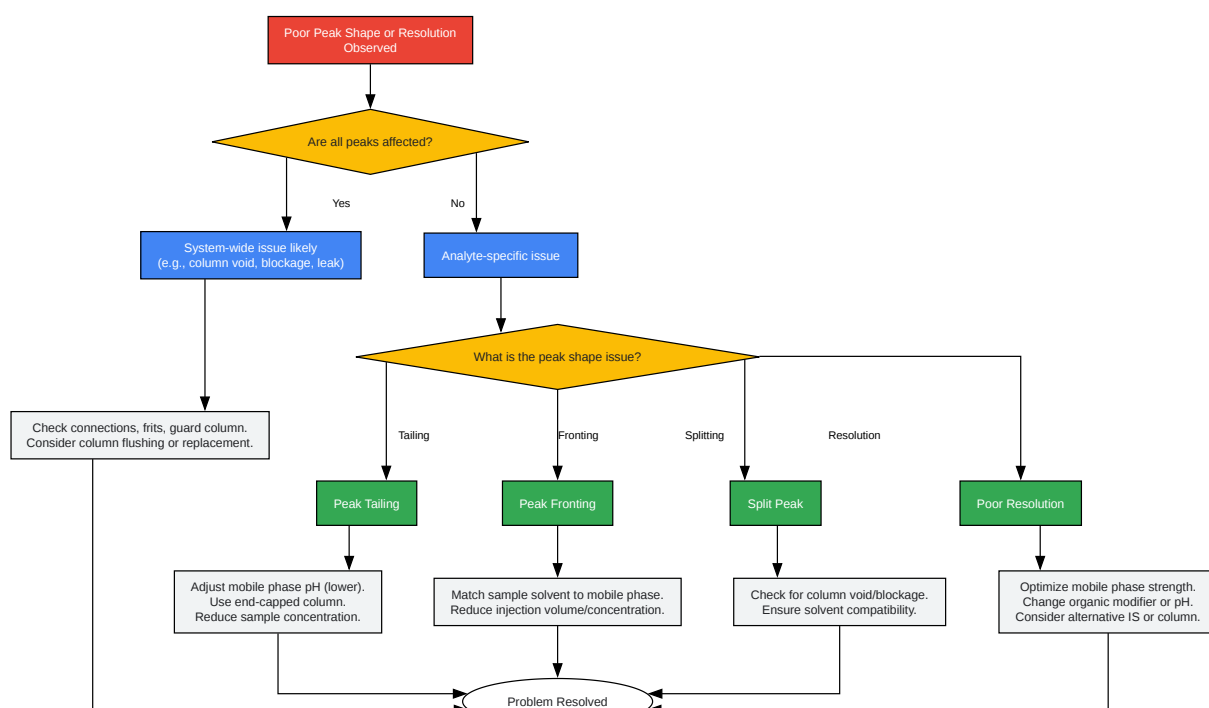 Poor Peak Shape or Resolution
Observed
Are all peaks affected?
Yes
No
System-wide issue likely
(e.g., column void, blockage, leak)
Analyte-specific issue
What is the peak shape issue?
Check connections, frits, guard column.
Consider column flushing or replacement.
Tailing
Fronting
Splitting
Resolution
Peak Tailing
Peak Fronting
Split Peak
Poor Resolution
Adjust mobile phase pH (lower).
Use end-capped column.
Reduce sample concentration.
Match sample solvent to mobile phase.
Reduce injection volume/concentration.
Check for column void/blockage.
Ensure solvent compatibility.
Optimize mobile phase strength.
Change organic modifier or pH.
Consider alternative IS or column.
Problem Resolved